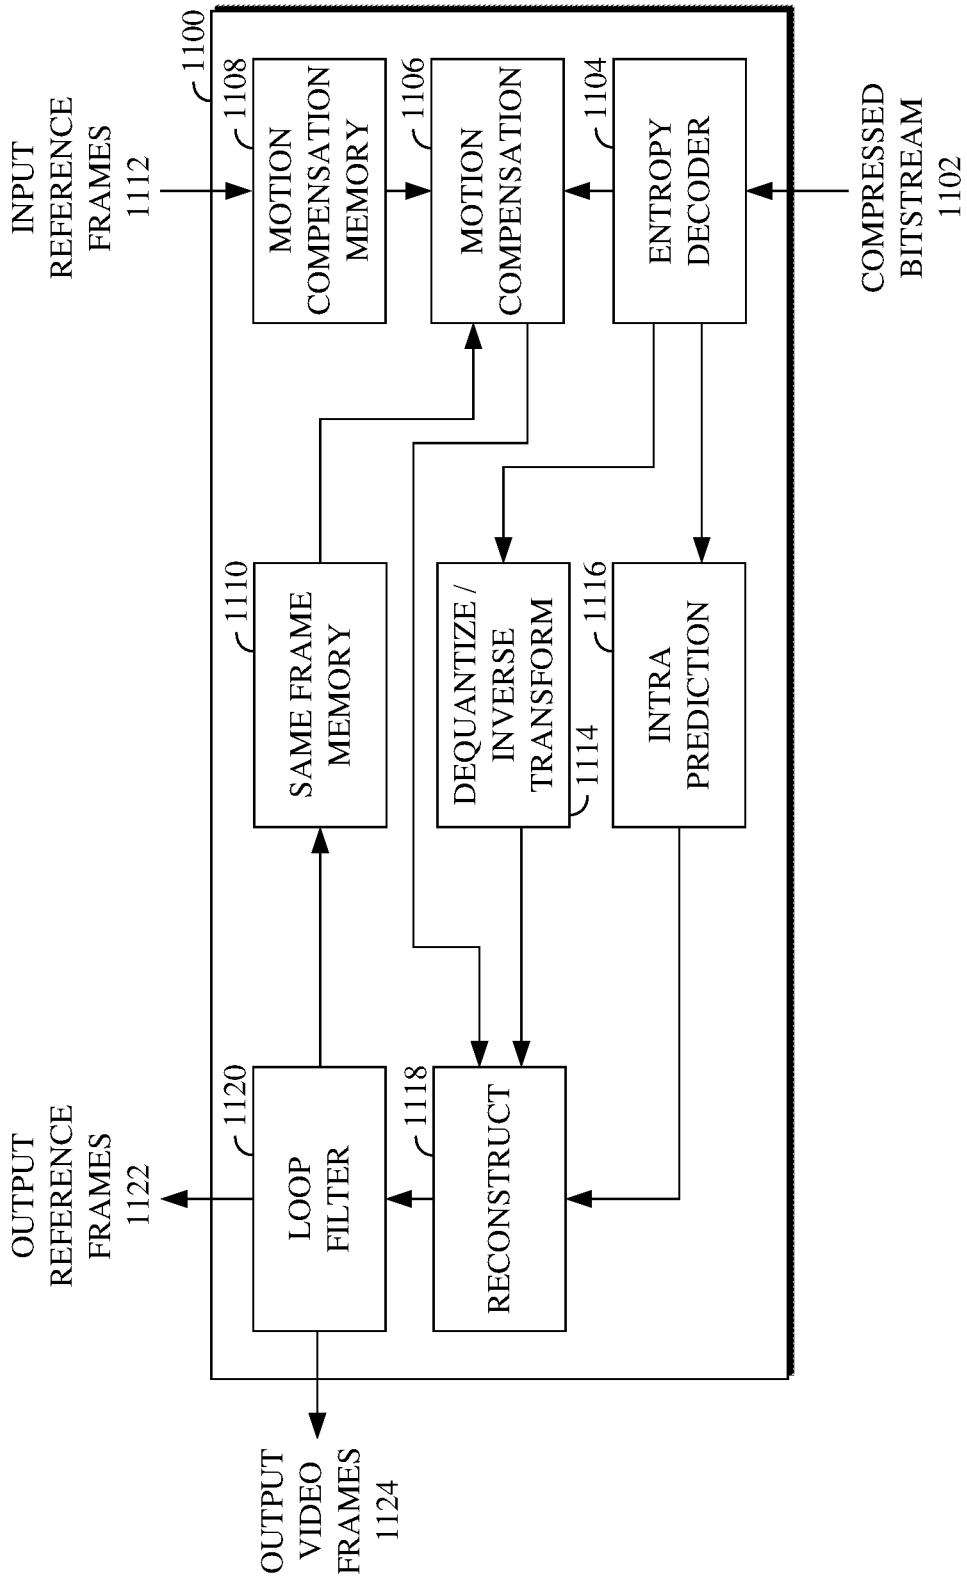 OUTPUT
REFERENCE
FRAMES
1122
INPUT
REFERENCE
FRAMES
1112
1100
OUTPUT
VIDEO
FRAMES
1124
1120
LOOP
FILTER
1110
SAME FRAME
MEMORY
1108
MOTION
COMPENSATION
MEMORY
1118
RECONSTRUCT
DEQUANTIZE /
INVERSE
TRANSFORM
1114
1106
MOTION
COMPENSATION
1116
INTRA
PREDICTION
1104
ENTROPY
DECODER
COMPRESSED
BITSTREAM
1102